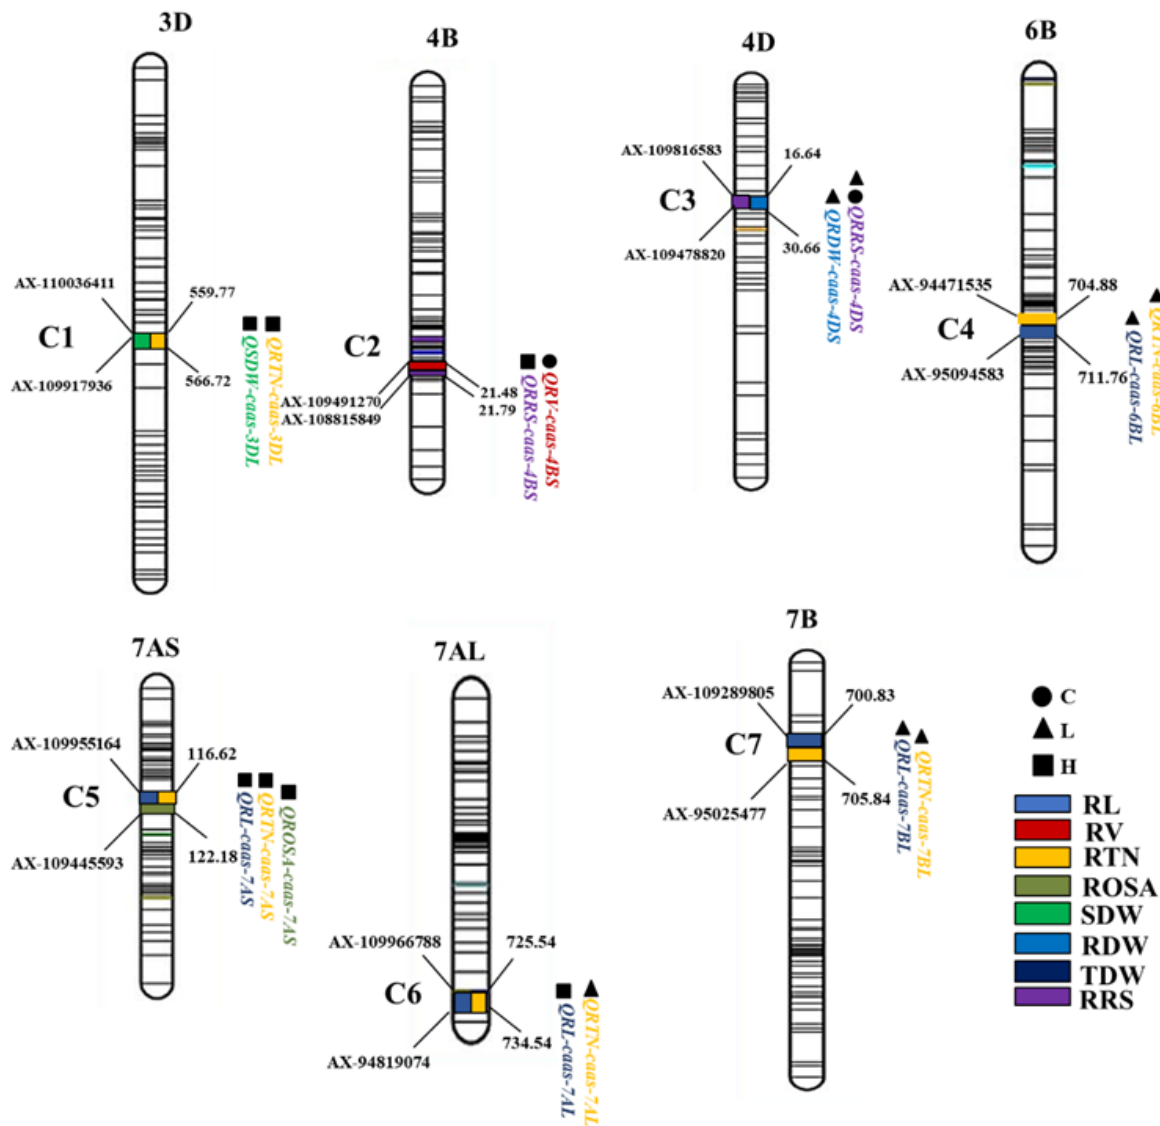 3D
4B
4D
6B
AX-110036411
559.77
C1
AX-109917936
566.72
QSDW-caas-3DL
QRTN-caas-3DL
C2
AX-109491270
AX-108815849
21.48
21.79
QRRS-caas-4BS
QRV-caas-4BS
AX-109816583
16.64
C3
AX-109478820
30.66
QRDW-caas-4DS
QRRS-caas-4DS
AX-94471535
704.88
C4
AX-95094583
711.76
QRL-caas-6BL
QRTN-caas-6BL
7AS
7AL
7B
AX-109955164
116.62
C5
AX-109445593
122.18
QRL-caas-7AS
QRTN-caas-7AS
QROSA-caas-7AS
AX-109966788
725.54
C6
AX-94819074
734.54
QRL-caas-7AL
QRTN-caas-7AL
AX-109289805
700.83
C7
AX-95025477
705.84
QRL-caas-7BL
QRTN-caas-7BL
C
L
H
RL
RV
RTN
ROSA
SDW
RDW
TDW
RRS